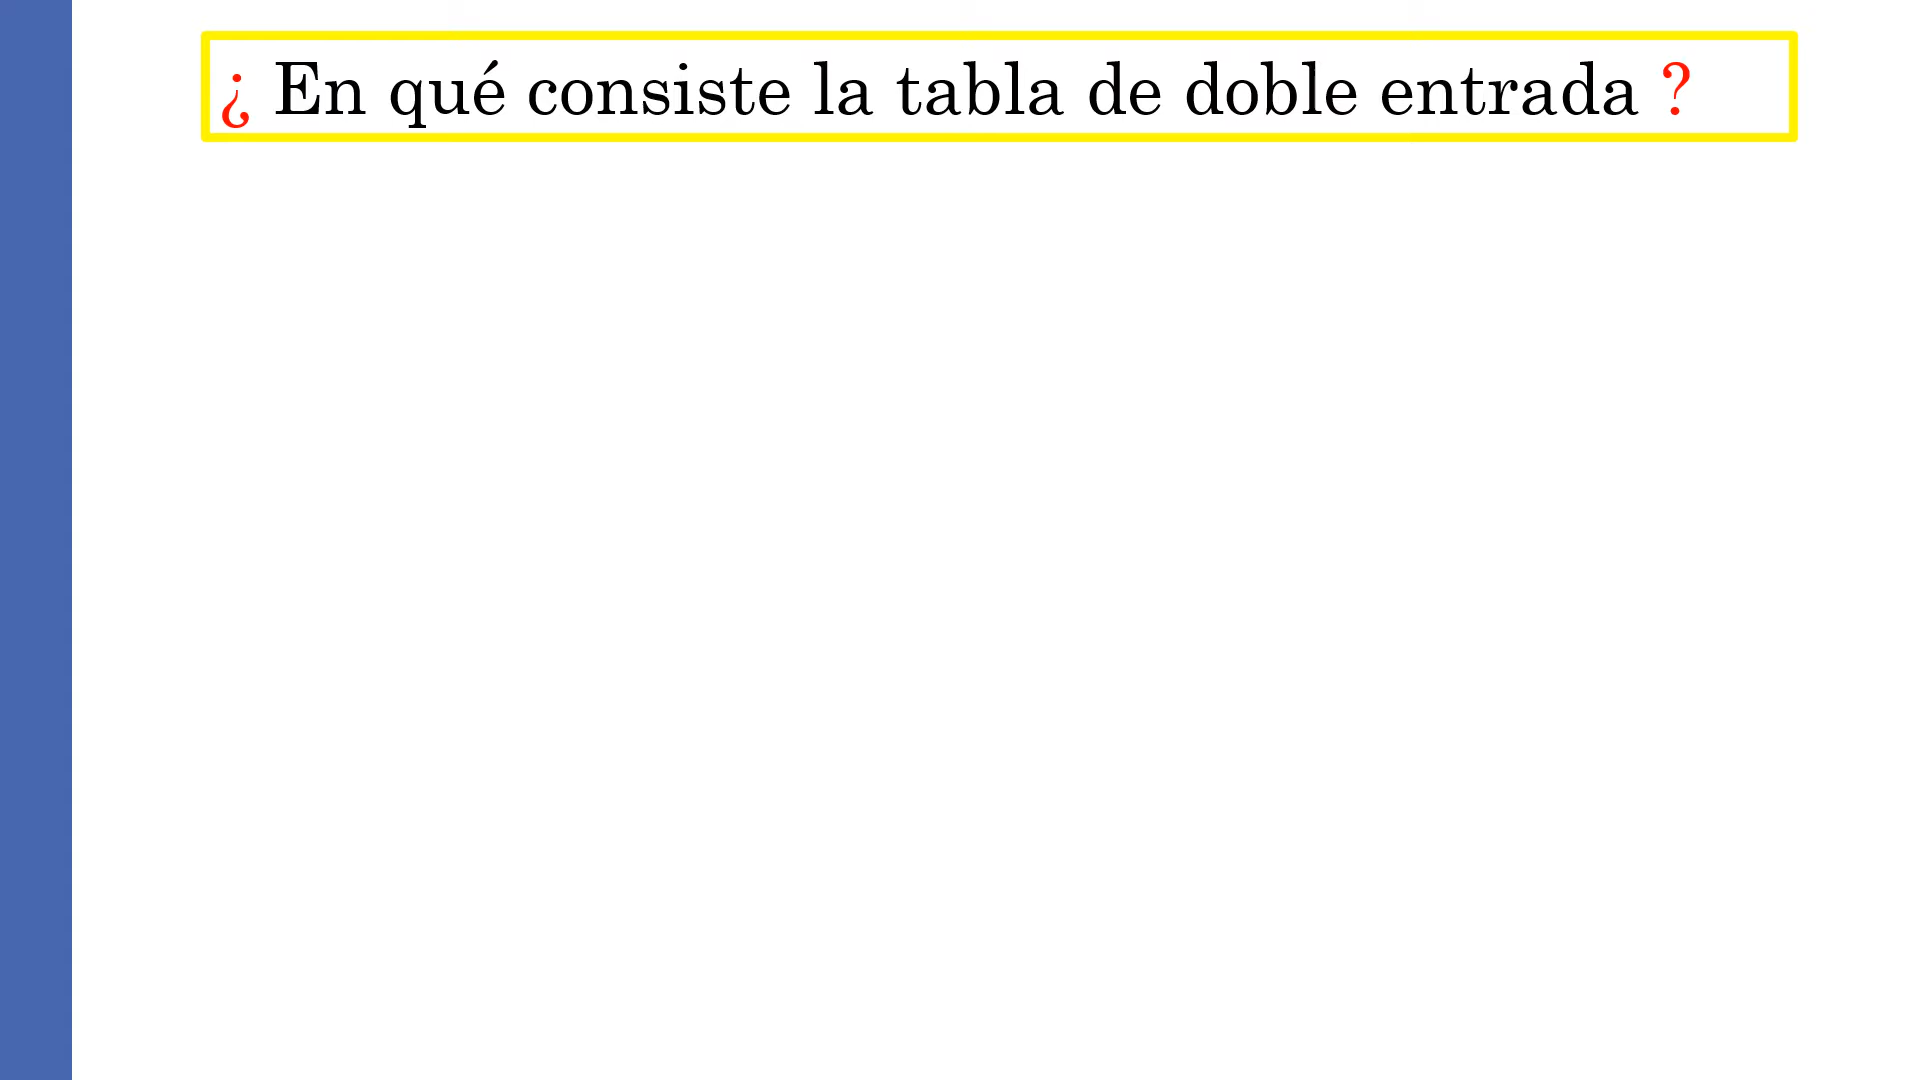 ¿ En qué consiste la tabla de doble entrada ?